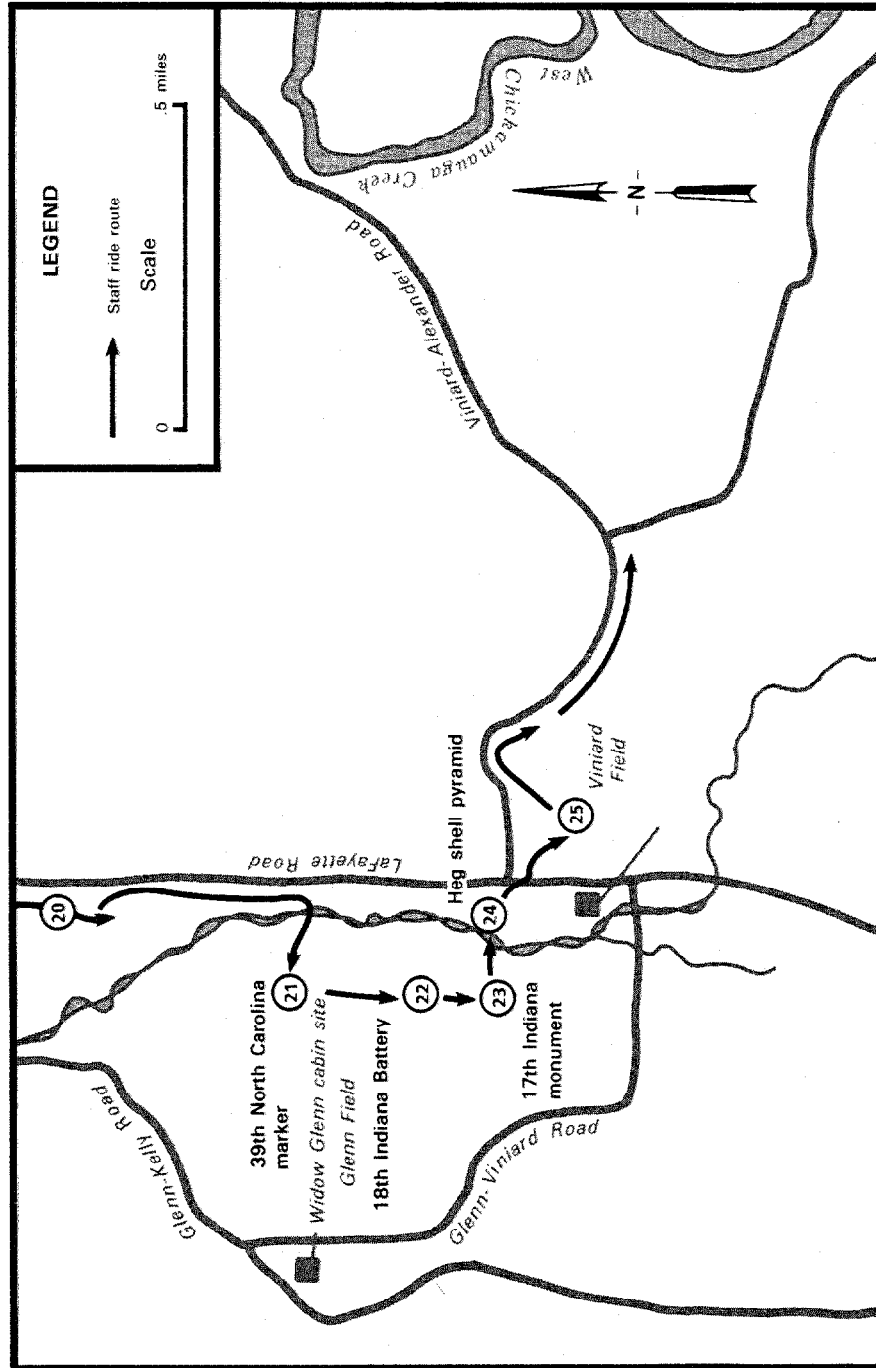 LEGEND
Staff ride route
Scale
0
.5 miles
West
Chickamauga Creek
Viniard-Alexander Road
-N-
LaFayette Road
Glenn-Kelly Road
20
21
39th North Carolina
marker
Widow Glenn cabin site
Glenn Field
22
18th Indiana Battery
23
17th Indiana
monument
Glenn-Viniard Road
24
Heg shell pyramid
25
Viniard
Field